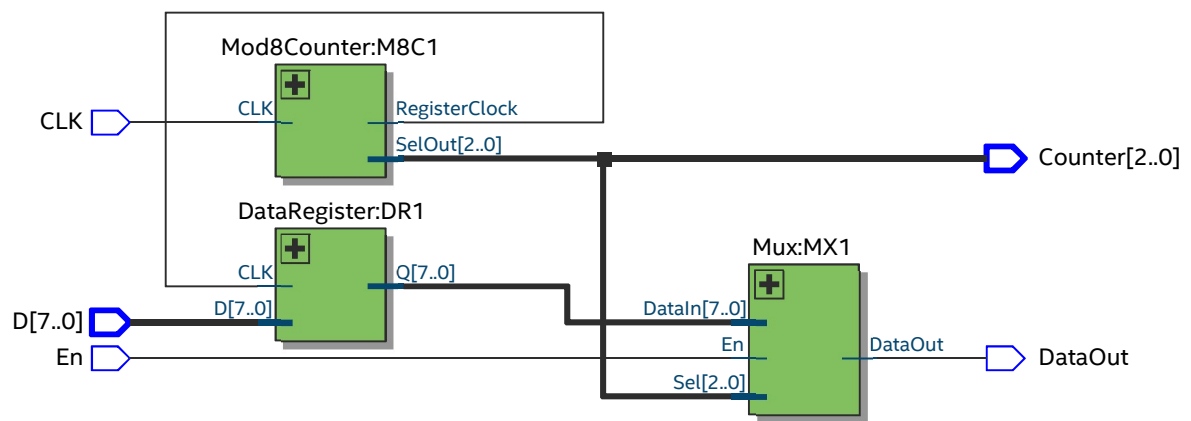 Mod8Counter:M8C1
CLK
CLK
RegisterClock
SelOut[2..0]
Counter[2..0]
DataRegister:DR1
CLK
Q[7..0]
D[7..0]
D[7..0]
En
Mux:MX1
DataIn[7..0]
En
DataOut
DataOut
Sel[2..0]